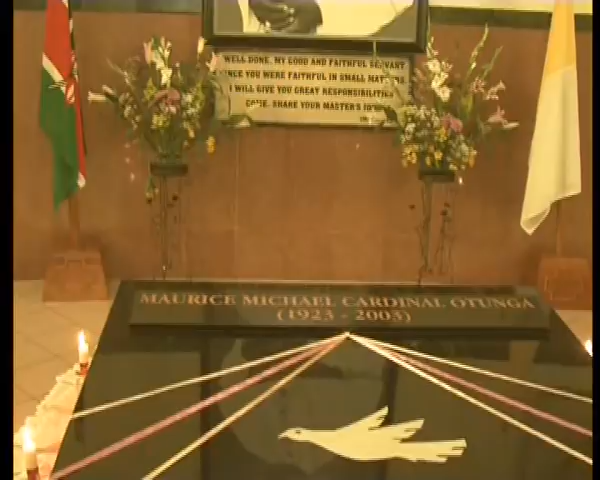 WELL DONE. MY GOOD AND FAITHFUL SERVANT
SINCE YOU WERE FAITHFUL IN SMALL MATTERS
I WILL GIVE YOU GREAT RESPONSIBILITIES
COME. SHARE YOUR MASTER'S
MAURICE MICHAEL CARDINAL OTUNGA
(1923 - 2003)